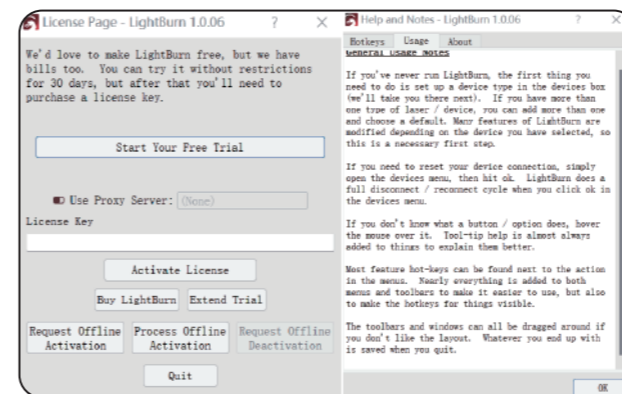 License Page - LightBurn 1.0.06 ? ×
We'd love to make LightBurn free, but we have
bills too. You can try it without restrictions
for 30 days, but after that you'll need to
purchase a license key.
Start Your Free Trial
Use Proxy Server: (None)
License Key
Activate License
Buy LightBurn Extend Trial
Request Offline Activation
Process Offline Activation
Request Offline Deactivation
Quit
Help and Notes - LightBurn 1.0.06 ? ×
Hotkeys Usage About
General Usage Notes
If you've never run LightBurn, the first thing you
need to do is set up a device type in the devices box
(we'll take you there next). If you have more than
one type of laser / device, you can add more than one
and choose a default. Many features of LightBurn are
modified depending on the device you have selected, so
this is a necessary first step.
If you need to reset your device connection, simply
open the devices menu, then hit ok. LightBurn does a
full disconnect / reconnect cycle when you click ok in
the devices menu.
If you don't know what a button / option does, hover
the mouse over it. Tool-tip help is almost always
added to things to explain them better.
Most feature hot-keys can be found next to the action
in the menus. Nearly everything is added to both
menus and toolbars to make it easier to use, but also
to make the hotkeys for things visible.
The toolbars and windows can all be dragged around if
you don't like the layout. Whatever you end up with
is saved when you quit.
OK